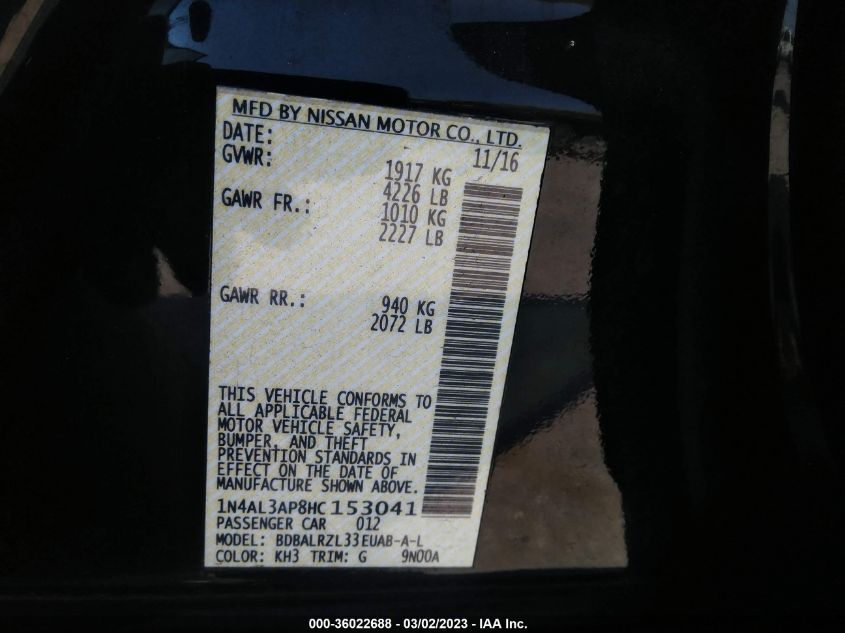 MFD BY NISSAN MOTOR CO., LTD.
DATE: 11/16
GVWR: 1917 KG
4226 LB
GAWR FR.: 1010 KG
2227 LB
GAWR RR.: 940 KG
2072 LB
THIS VEHICLE CONFORMS TO
ALL APPLICABLE FEDERAL
MOTOR VEHICLE SAFETY,
BUMPER, AND THEFT
PREVENTION STANDARDS IN
EFFECT ON THE DATE OF
MANUFACTURE SHOWN ABOVE.
1N4AL3AP8HC 153041
PASSENGER CAR 012
MODEL: BDBALRZL33EUAB-A-L
COLOR: KH3 TRIM: G 9N00A
000-36022688 - 03/02/2023 - IAA Inc.